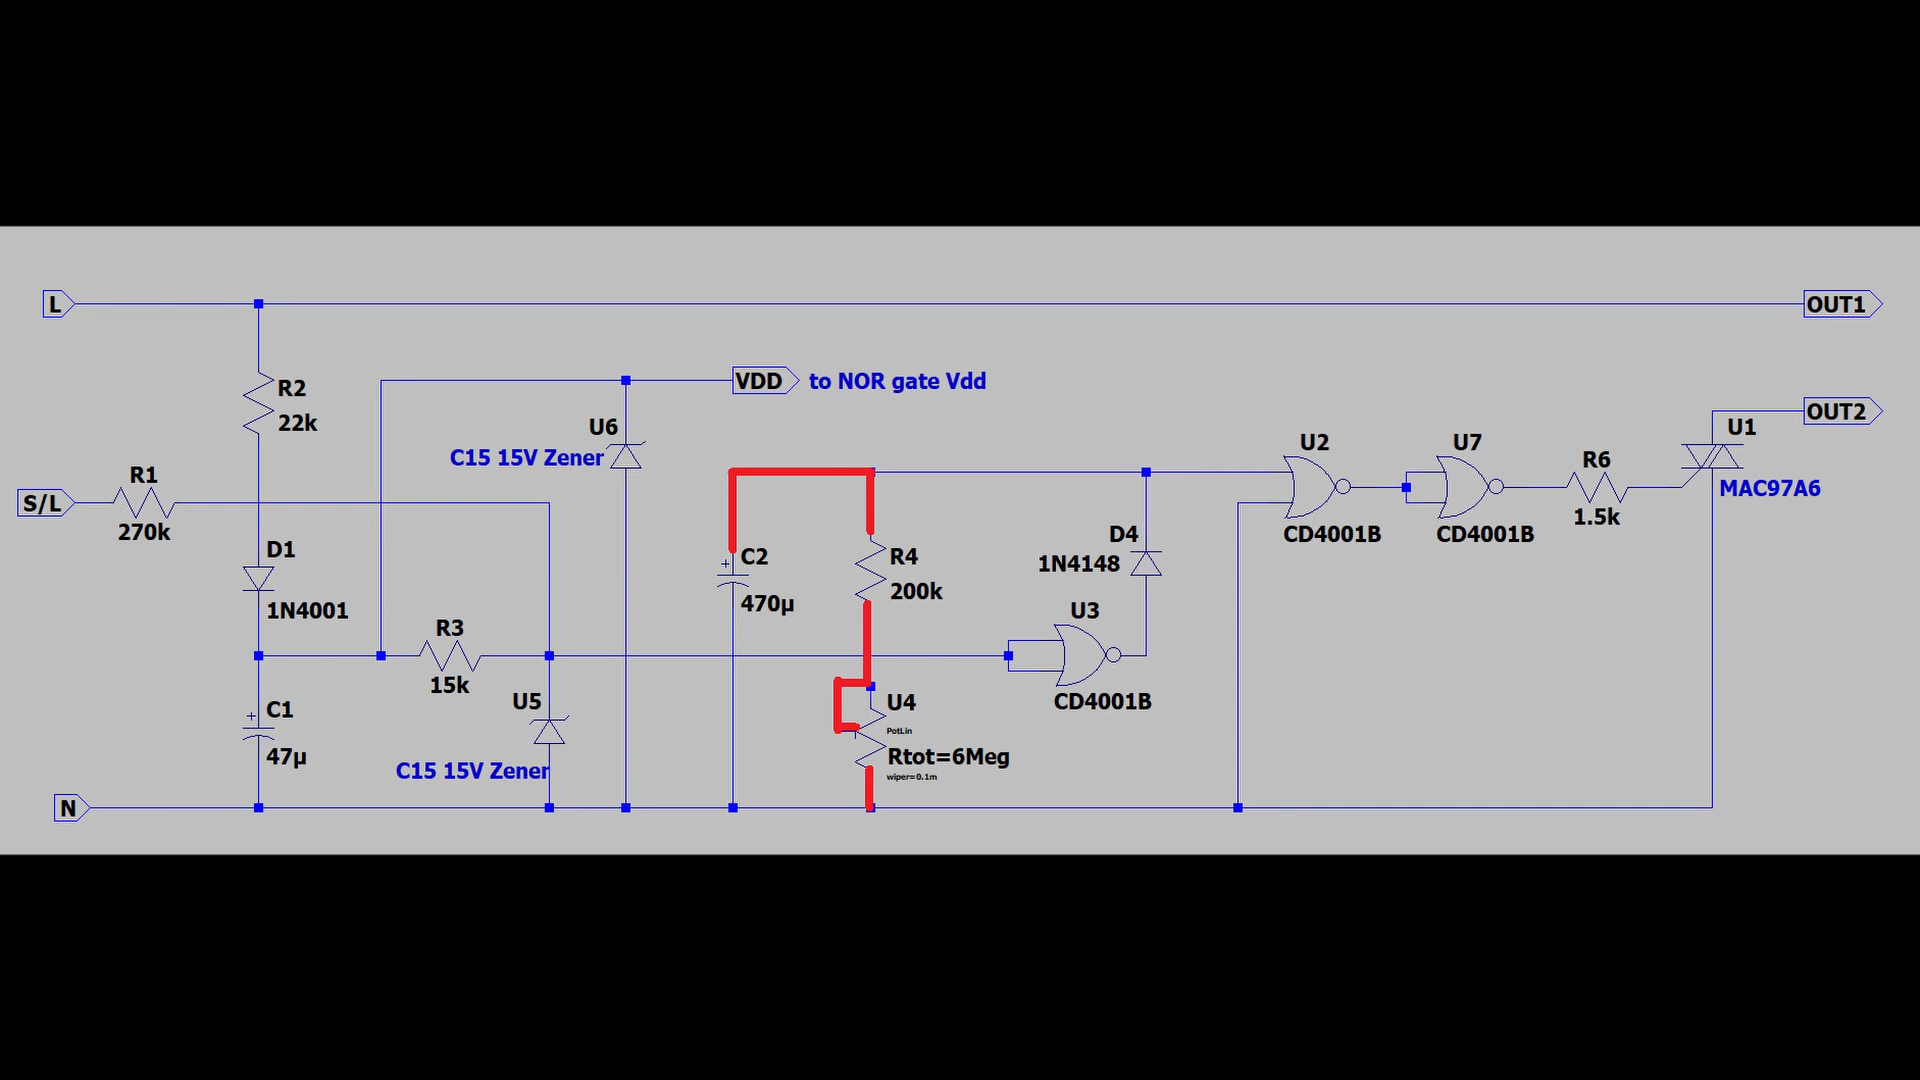 L
OUT1
R2
VDD
to NOR gate Vdd
22k
OUT2
U6
U1
C15 15V Zener
U2
U7
R1
R6
S/L
MAC97A6
270k
1.5k
D1
C2
R4
D4
CD4001B
CD4001B
1N4148
+
200k
1N4001
470µ
U3
R3
15k
U5
U4
CD4001B
+
C1
PotLin
47µ
C15 15V Zener
Rtot=6Meg
wiper=0.1m
N